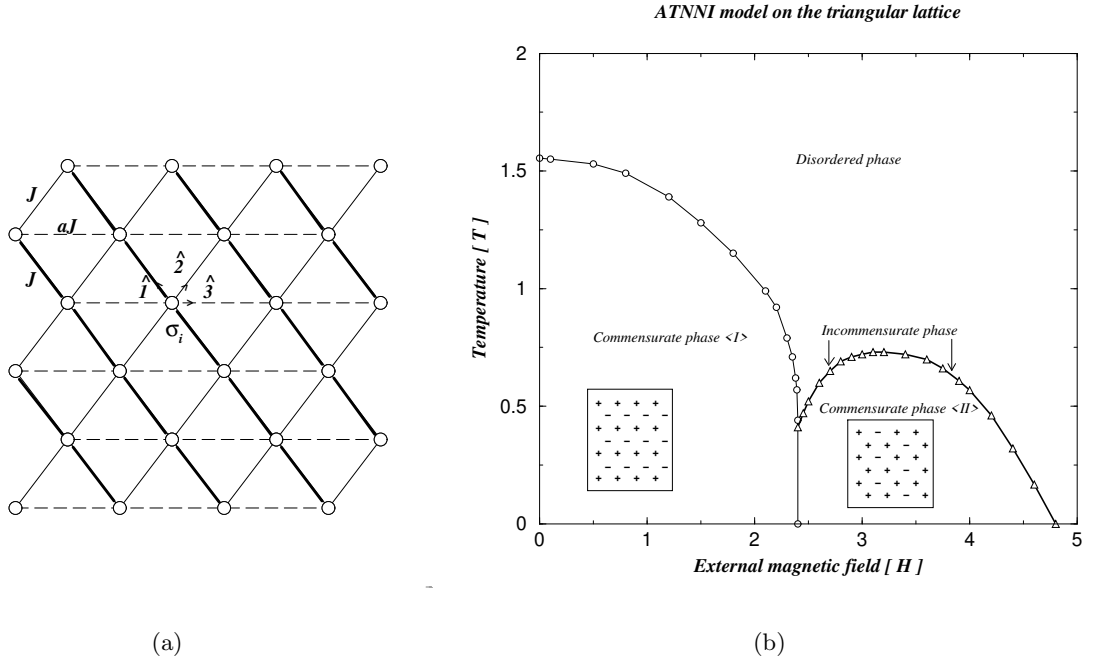 ATNNI model on the triangular lattice
J
aJ
J
^ ^ ^
1 2 3
σi
Temperature [ T ]
2
1.5
1
0.5
0
Disordered phase
Commensurate phase <I>
Incommensurate phase
Commensurate phase <II>
+ + + +
− − − −
+ + + +
− − − −
+ + + +
− − − −
+ + + +
+ − + +
+ + − +
+ − + +
+ + − +
+ − + +
+ + − +
0 1 2 3 4 5
External magnetic field [ H ]
(a)
(b)